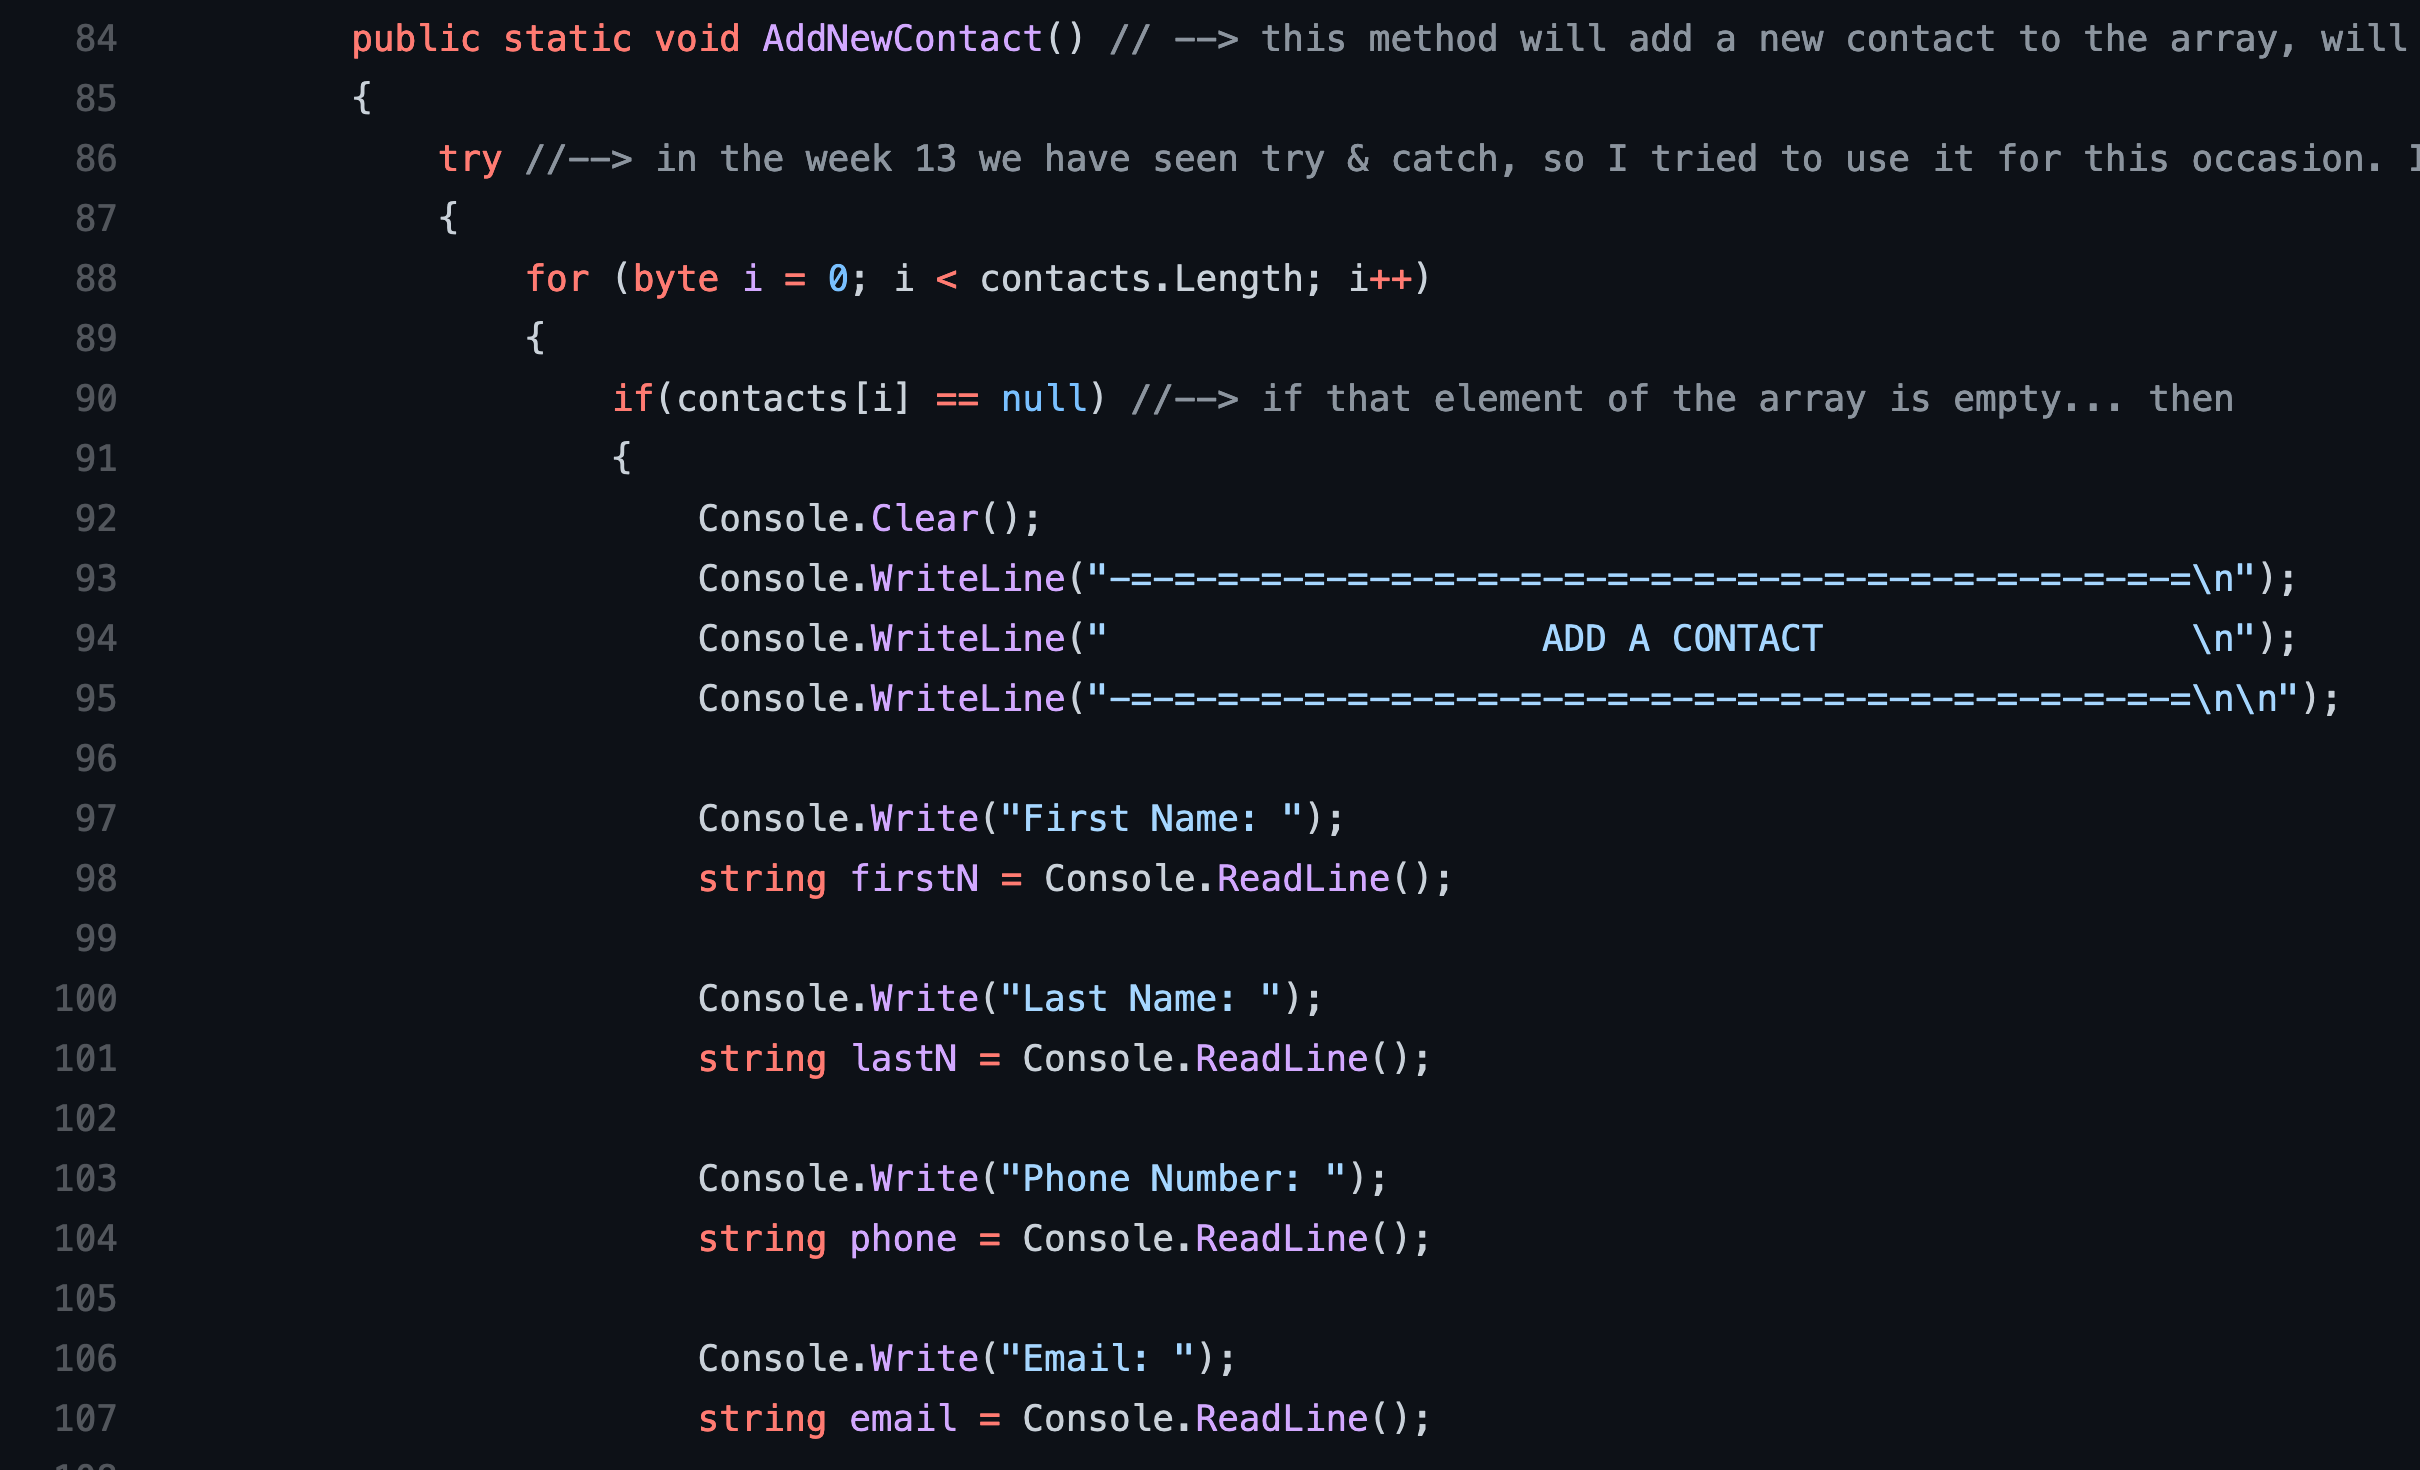 84 public static void AddNewContact() // --> this method will add a new contact to the array, will
85 {
86 try //--> in the week 13 we have seen try & catch, so I tried to use it for this occasion. I
87 {
88 for (byte i = 0; i < contacts.Length; i++)
89 {
90 if(contacts[i] == null) //--> if that element of the array is empty... then
91 {
92 Console.Clear();
93 Console.WriteLine("-=-=-=-=-=-=-=-=-=-=-=-=-=-=-=-=-=-=-=-=-=-=-=-=-=\n");
94 Console.WriteLine("                    ADD A CONTACT                 \n");
95 Console.WriteLine("-=-=-=-=-=-=-=-=-=-=-=-=-=-=-=-=-=-=-=-=-=-=-=-=-=\n\n");
96
97 Console.Write("First Name: ");
98 string firstN = Console.ReadLine();
99
100 Console.Write("Last Name: ");
101 string lastN = Console.ReadLine();
102
103 Console.Write("Phone Number: ");
104 string phone = Console.ReadLine();
105
106 Console.Write("Email: ");
107 string email = Console.ReadLine();